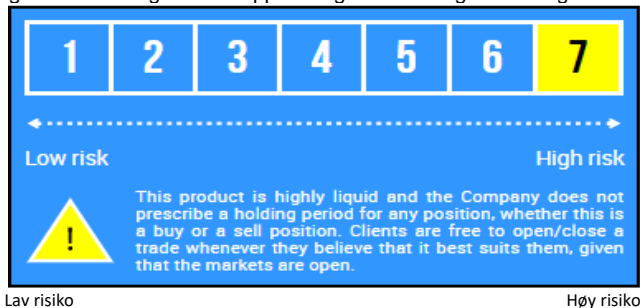 1 2 3 4 5 6 7
Low risk High risk
This product is highly liquid and the Company does not
prescribe a holding period for any position, whether this is
a buy or a sell position. Clients are free to open/close a
trade whenever they believe that it best suits them, given
that the markets are open.
!
Lav risiko Høy risiko